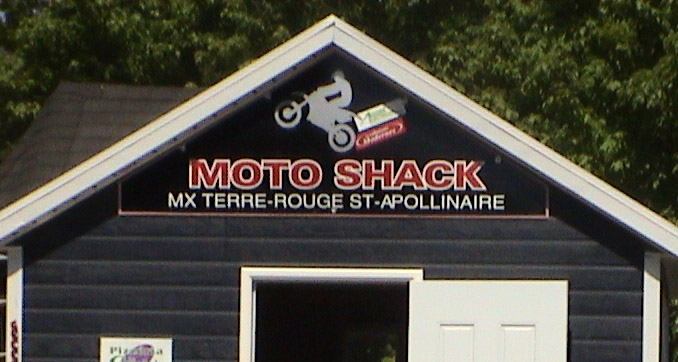 MOTO SHACK
MX TERRE-ROUGE ST-APOLLINAIRE